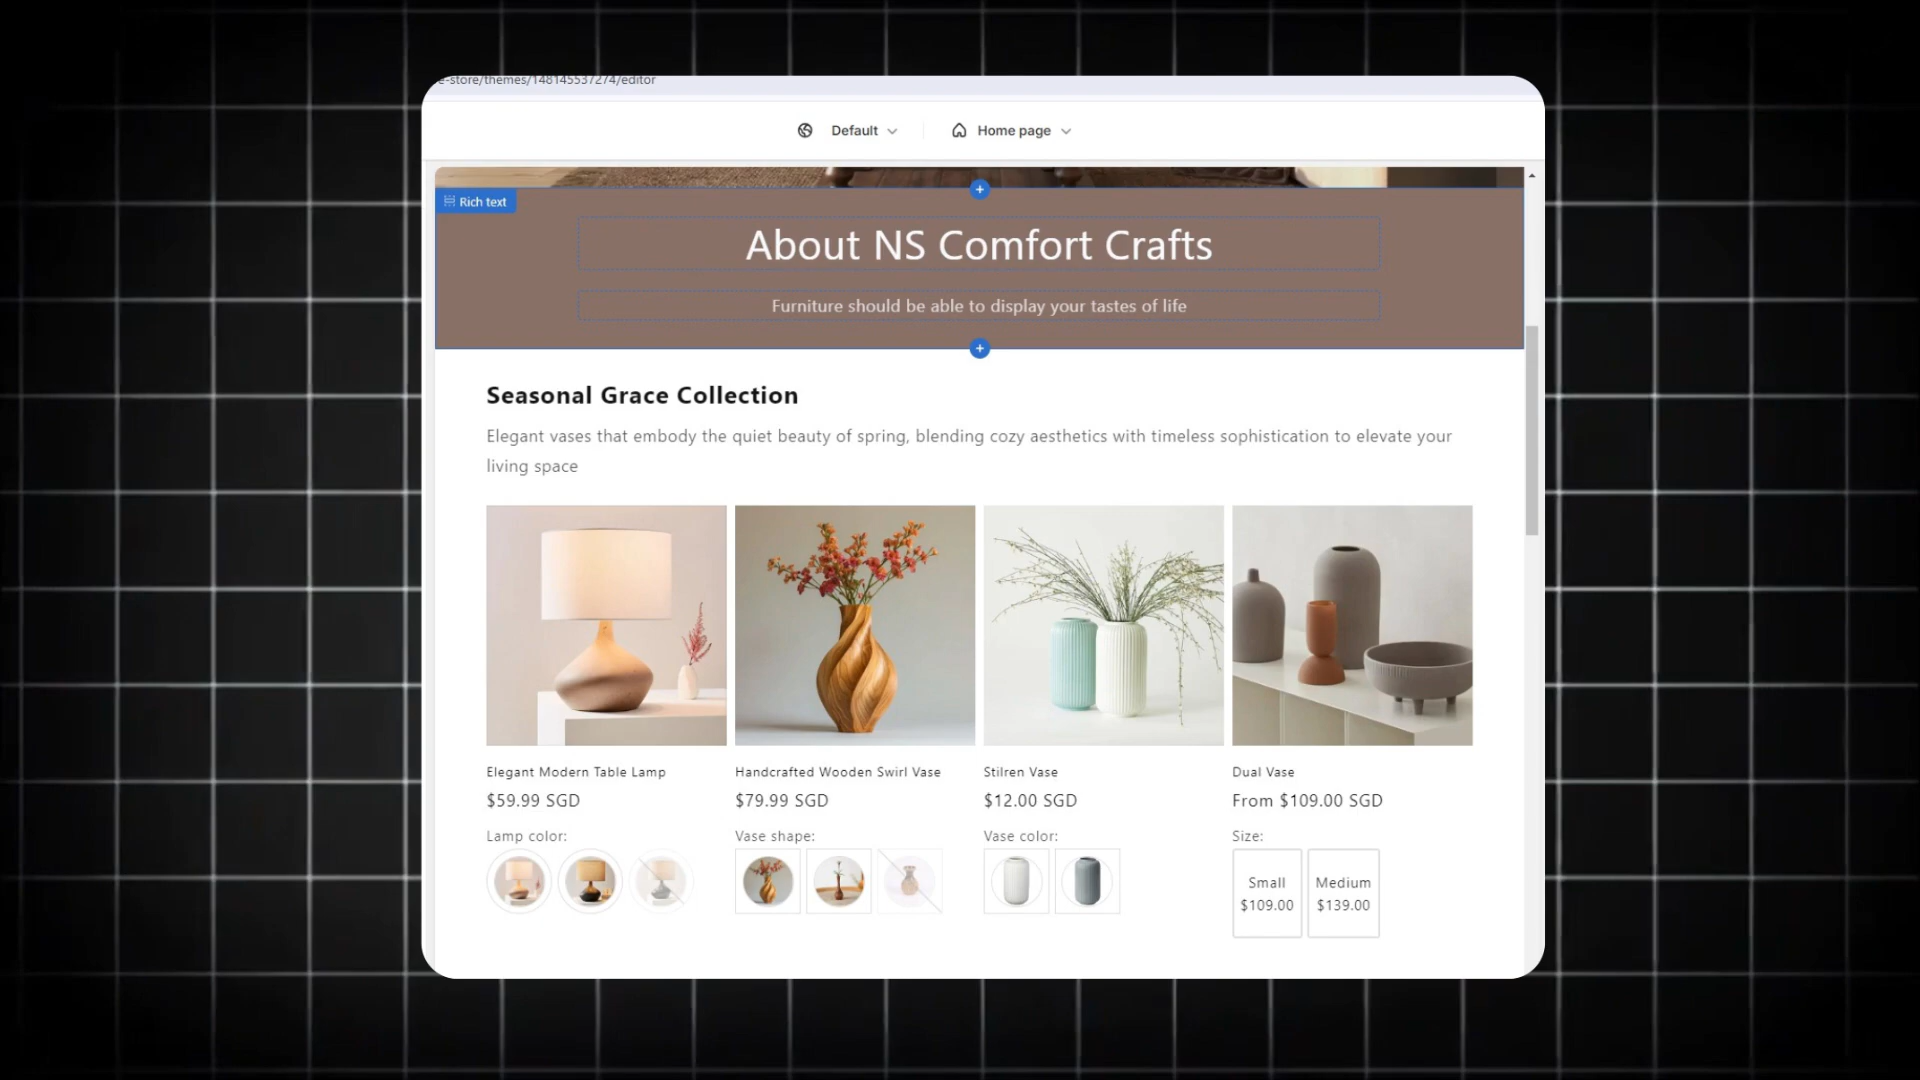 e-store/themes/148145537274/editor
Default
Home page
Rich text
About NS Comfort Crafts
Furniture should be able to display your tastes of life
Seasonal Grace Collection
Elegant vases that embody the quiet beauty of spring, blending cozy aesthetics with timeless sophistication to elevate your
living space
Elegant Modern Table Lamp
$59.99 SGD
Lamp color:
Handcrafted Wooden Swirl Vase
$79.99 SGD
Vase shape:
Stilren Vase
$12.00 SGD
Vase color:
Dual Vase
From $109.00 SGD
Size:
Small
$109.00
Medium
$139.00